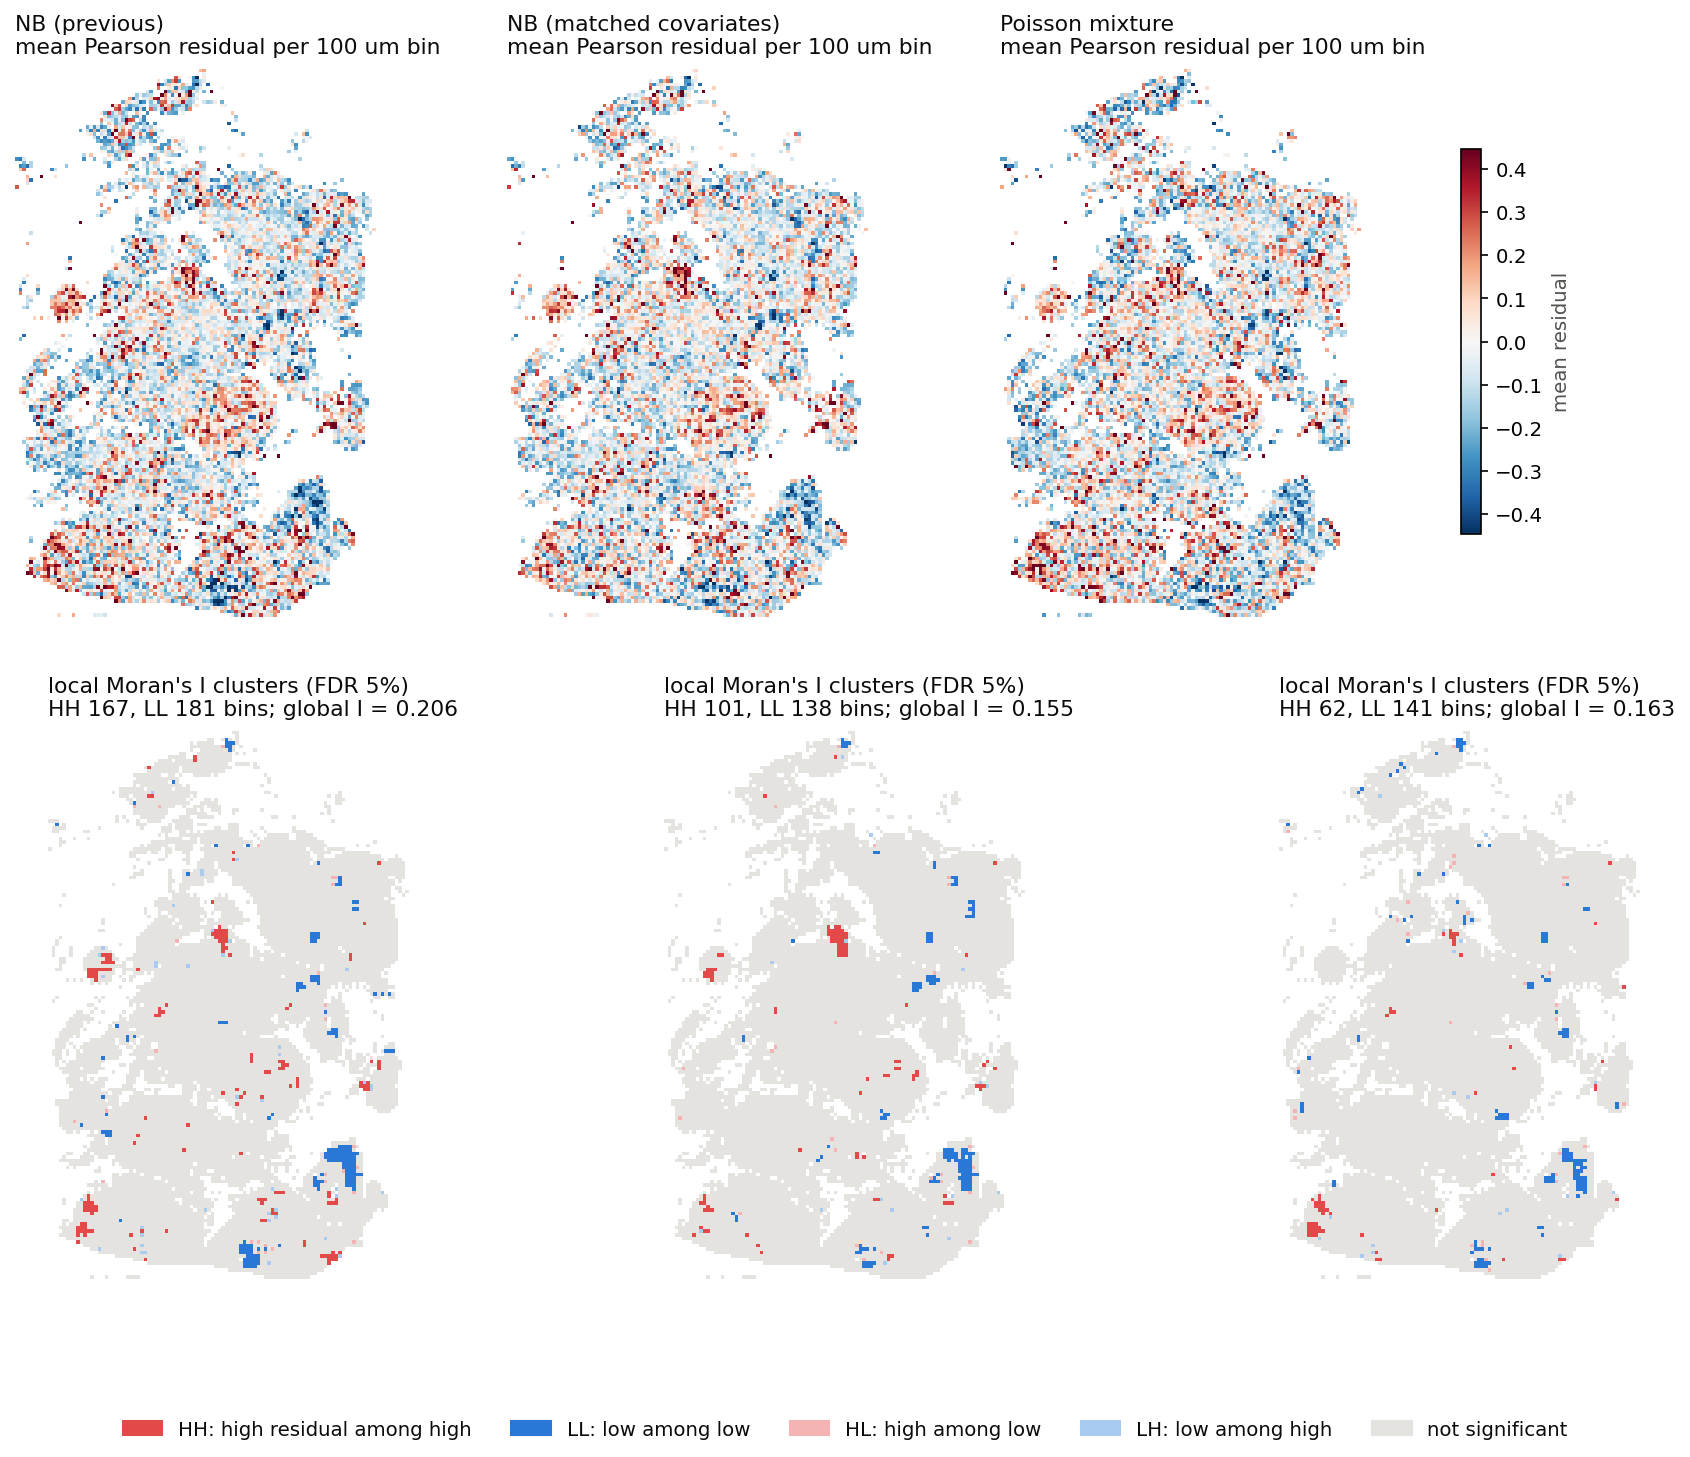 NB (previous)
mean Pearson residual per 100 um bin
NB (matched covariates)
mean Pearson residual per 100 um bin
Poisson mixture
mean Pearson residual per 100 um bin
0.4
0.3
0.2
0.1
0.0
−0.1
−0.2
−0.3
−0.4
mean residual
local Moran's I clusters (FDR 5%)
HH 167, LL 181 bins; global I = 0.206
local Moran's I clusters (FDR 5%)
HH 101, LL 138 bins; global I = 0.155
local Moran's I clusters (FDR 5%)
HH 62, LL 141 bins; global I = 0.163
HH: high residual among high
LL: low among low
HL: high among low
LH: low among high
not significant